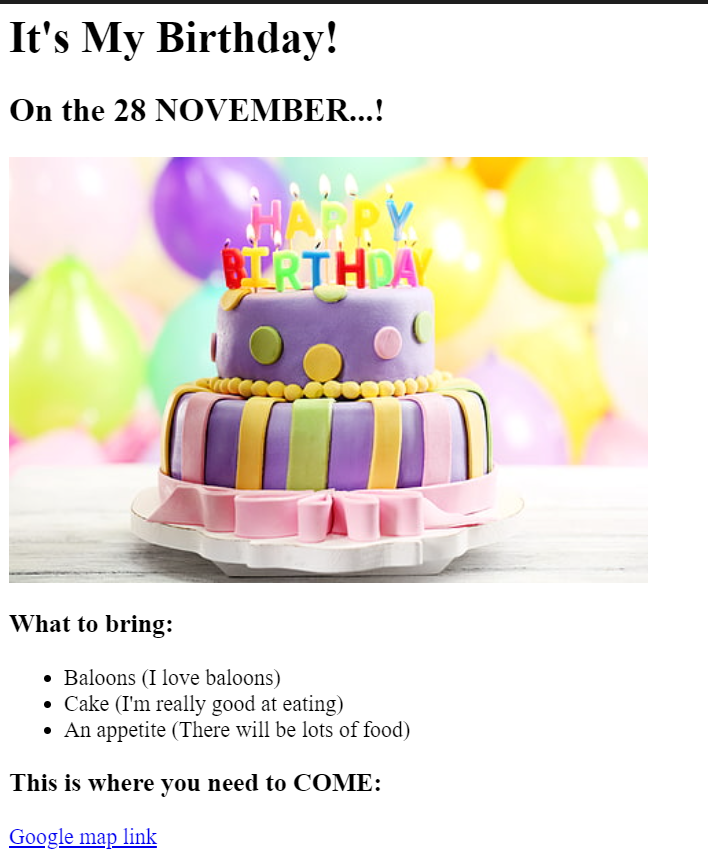 It's My Birthday!
On the 28 NOVEMBER...!
HAPPY
BIRTHDAY
What to bring:
Baloons (I love baloons)
Cake (I'm really good at eating)
An appetite (There will be lots of food)
This is where you need to COME:
Google map link